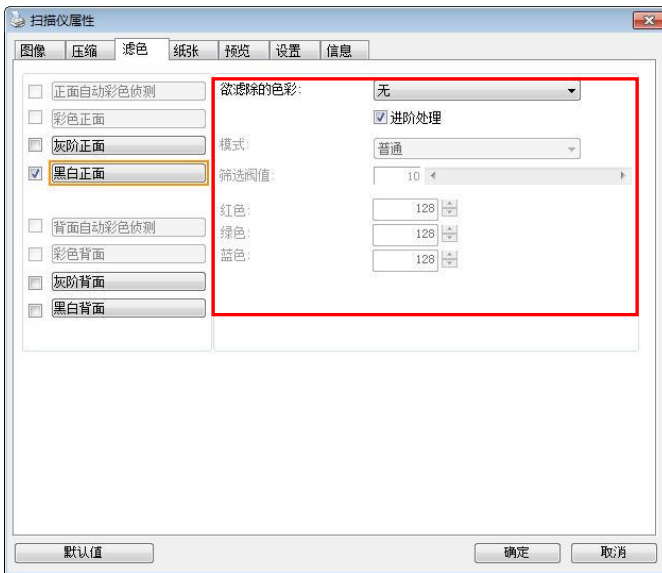 扫描仪属性
图像 压缩 滤色 纸张 预览 设置 信息
正面自动彩色侦测
彩色正面
灰阶正面
黑白正面
背面自动彩色侦测
彩色背面
灰阶背面
黑白背面
欲滤除的色彩: 无
进阶处理
模式: 普通
筛选阀值: 10
红色: 128
绿色: 128
蓝色: 128
默认值 确定 取消